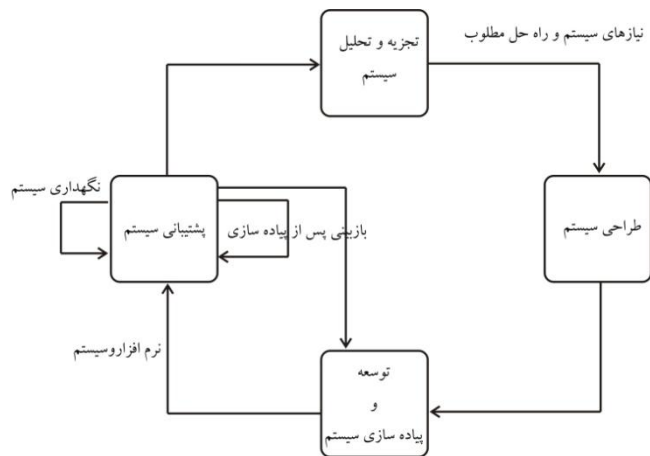 تجزیه و تحلیل
سیستم
نیازهای سیستم و راه حل مطلوب
طراحی سیستم
نگهداری سیستم
پشتیبانی سیستم
بازبینی پس از پیاده سازی
نرم افزاروسیستم
توسعه
و
پیاده سازی سیستم